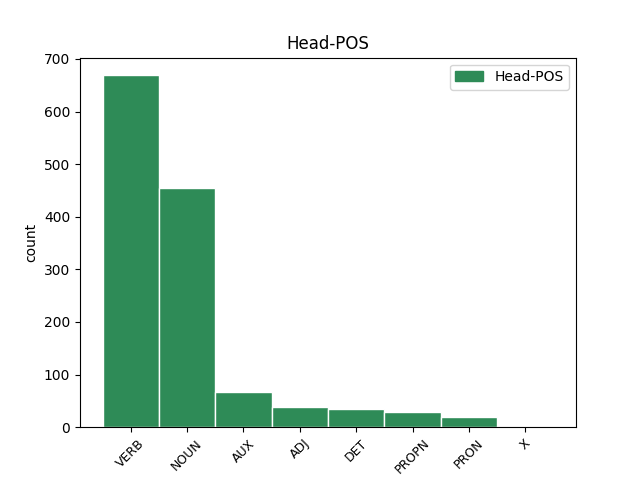 Head-POS
Head-POS
count
700
600
500
400
300
200
100
0
VERB
NOUN
AUX
ADJ
DET
PROPN
PRON
X